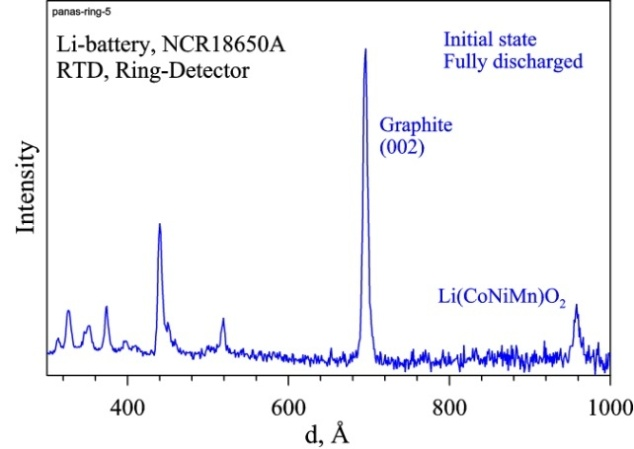 panas-ring-5
Li-battery, NCR18650A
RTD, Ring-Detector
Initial state
Fully discharged
Graphite
(002)
Li(CoNiMn)O₂
Intensity
400 600 800 1000
d, Å